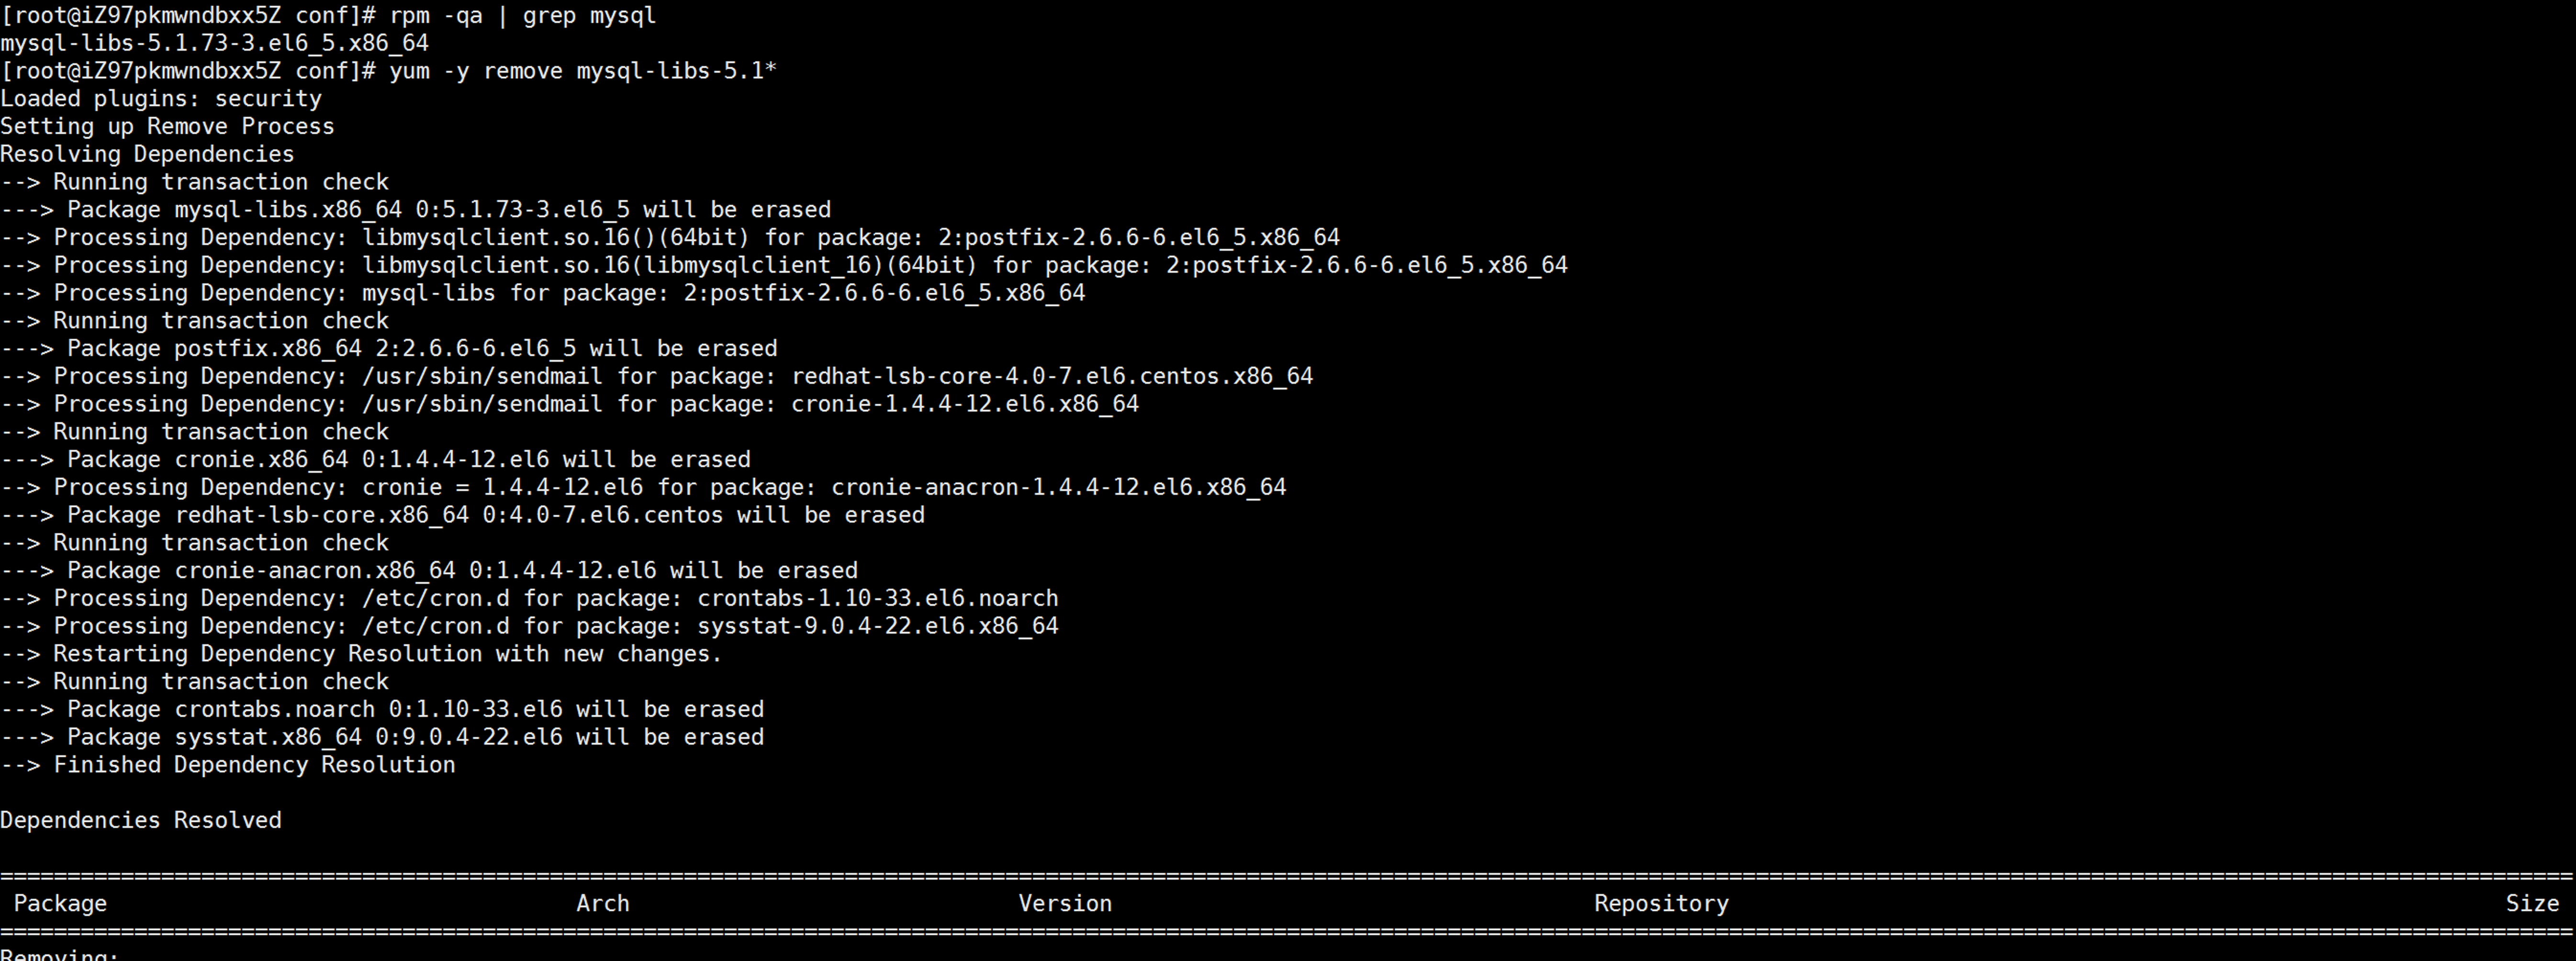 [root@iZ97pkmwndbxx5Z conf]# rpm -qa | grep mysql
mysql-libs-5.1.73-3.el6_5.x86_64
[root@iZ97pkmwndbxx5Z conf]# yum -y remove mysql-libs-5.1*
Loaded plugins: security
Setting up Remove Process
Resolving Dependencies
--> Running transaction check
---> Package mysql-libs.x86_64 0:5.1.73-3.el6_5 will be erased
--> Processing Dependency: libmysqlclient.so.16()(64bit) for package: 2:postfix-2.6.6-6.el6_5.x86_64
--> Processing Dependency: libmysqlclient.so.16(libmysqlclient_16)(64bit) for package: 2:postfix-2.6.6-6.el6_5.x86_64
--> Processing Dependency: mysql-libs for package: 2:postfix-2.6.6-6.el6_5.x86_64
--> Running transaction check
---> Package postfix.x86_64 2:2.6.6-6.el6_5 will be erased
--> Processing Dependency: /usr/sbin/sendmail for package: redhat-lsb-core-4.0-7.el6.centos.x86_64
--> Processing Dependency: /usr/sbin/sendmail for package: cronie-1.4.4-12.el6.x86_64
--> Running transaction check
---> Package cronie.x86_64 0:1.4.4-12.el6 will be erased
--> Processing Dependency: cronie = 1.4.4-12.el6 for package: cronie-anacron-1.4.4-12.el6.x86_64
---> Package redhat-lsb-core.x86_64 0:4.0-7.el6.centos will be erased
--> Running transaction check
---> Package cronie-anacron.x86_64 0:1.4.4-12.el6 will be erased
--> Processing Dependency: /etc/cron.d for package: crontabs-1.10-33.el6.noarch
--> Processing Dependency: /etc/cron.d for package: sysstat-9.0.4-22.el6.x86_64
--> Restarting Dependency Resolution with new changes.
--> Running transaction check
---> Package crontabs.noarch 0:1.10-33.el6 will be erased
---> Package sysstat.x86_64 0:9.0.4-22.el6 will be erased
--> Finished Dependency Resolution
Dependencies Resolved
Package Arch Version Repository Size
Removing: